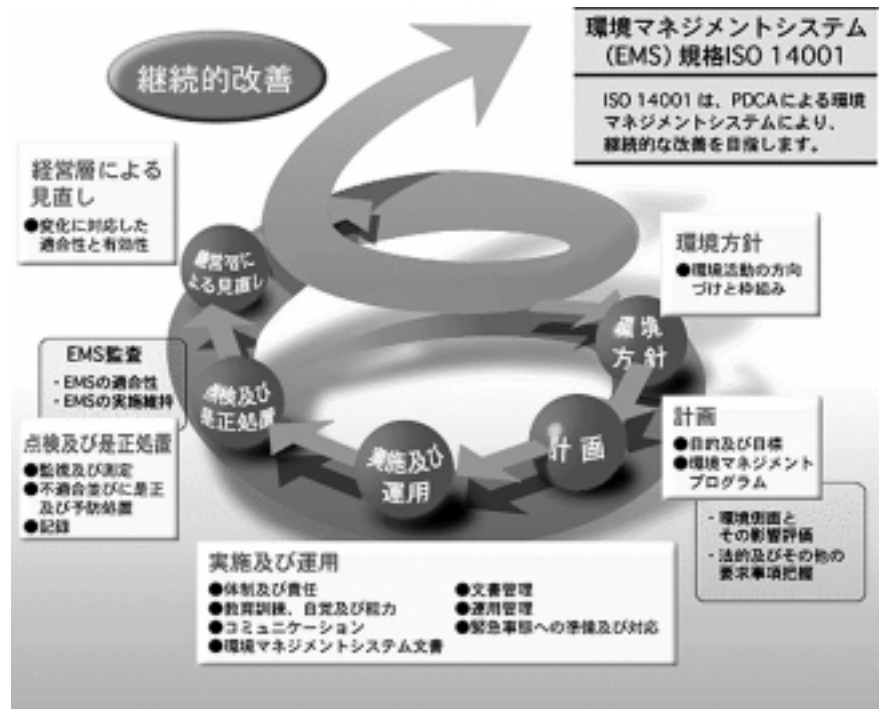 継続的改善
環境マネジメントシステム
(EMS) 規格ISO 14001
ISO 14001 は、PDCAによる環境
マネジメントシステムにより、
継続的な改善を目指します。
経営層による
見直し
●変化に対応した
適合性と有効性
経営層に
よる見直し
環境方針
●環境活動の方向
づけと枠組み
環境
方針
EMS監査
・EMSの適合性
・EMSの実施維持
点検及び是正処置
●監視及び測定
●不適合並びに是正
及び予防処置
●記録
点検及び
是正処置
実施及び
運用
計画
計画
●目的及び目標
●環境マネジメント
プログラム
・環境側面と
その影響評価
・法的及びその他の
要求事項把握
実施及び運用
●体制及び責任
●教育訓練、自覚及び能力
●コミュニケーション
●環境マネジメントシステム文書
●文書管理
●運用管理
●緊急事態への準備及び対応